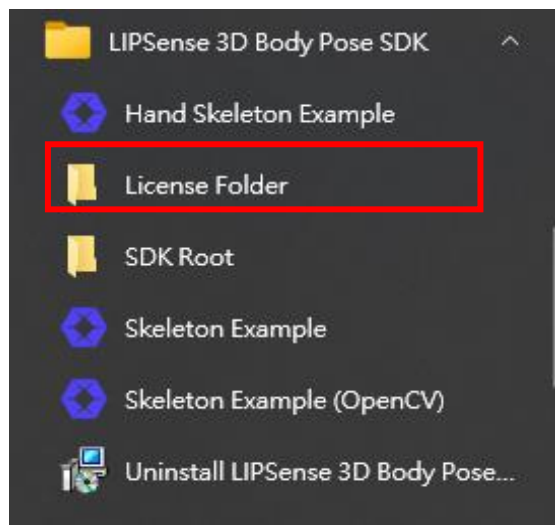 LIPSense 3D Body Pose SDK
Hand Skeleton Example
License Folder
SDK Root
Skeleton Example
Skeleton Example (OpenCV)
Uninstall LIPSense 3D Body Pose...